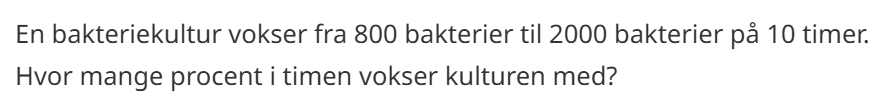 En bakteriekultur vokser fra 800 bakterier til 2000 bakterier på 10 timer.
Hvor mange procent i timen vokser kulturen med?